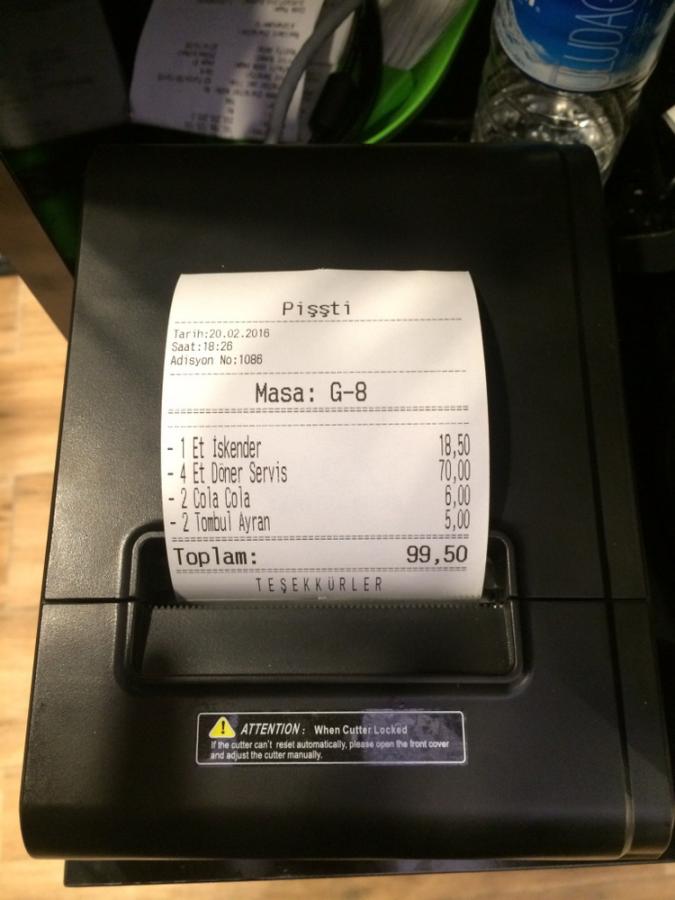 ULUDAĞ
Pişşti
Tarih:20.02.2016
Saat:18:26
Adisyon No:1086
Masa: G-8
- 1 Et İskender 18,50
- 4 Et Döner Servis 70,00
- 2 Cola Cola 6,00
- 2 Tombul Ayran 5,00
Toplam: 99,50
TEŞEKKÜRLER
ATTENTION : When Cutter Locked
If the cutter can't reset automatically, please open the front cover
and adjust the cutter manually.